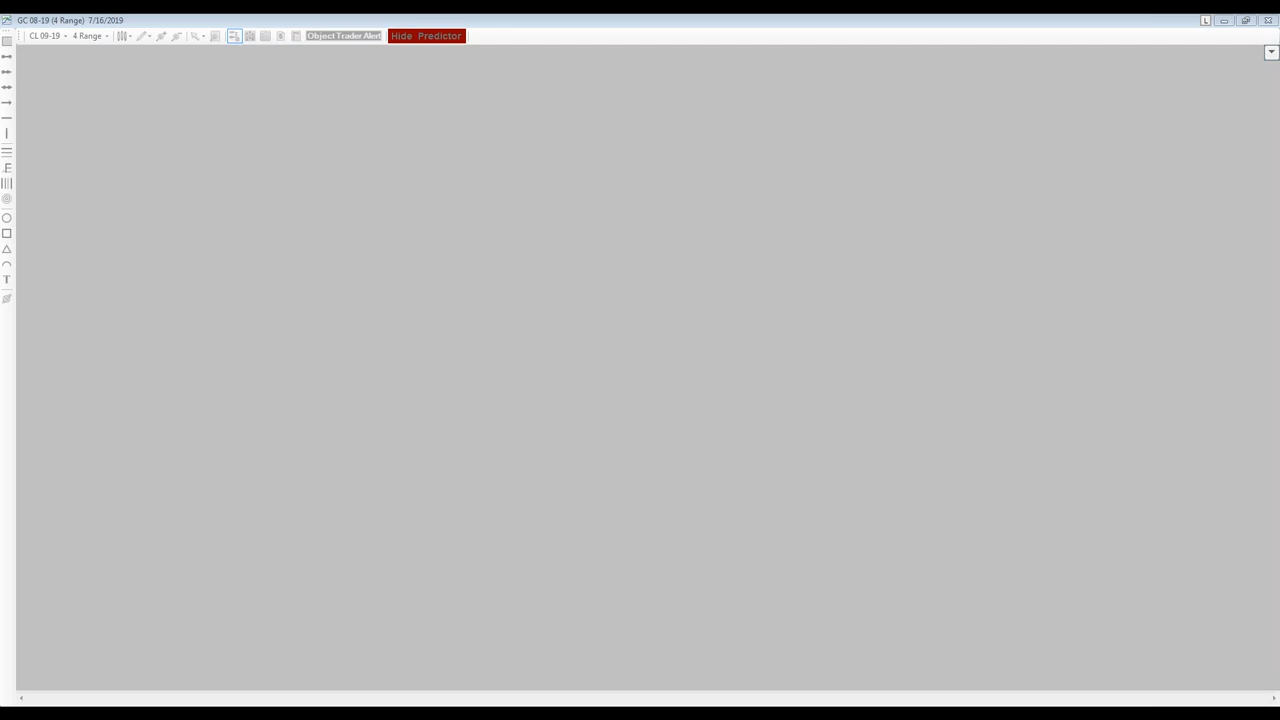 GC 08-19 (4 Range) 7/16/2019
L
CL 09-19 4 Range Object Trader Alert Hide Predictor
E
T